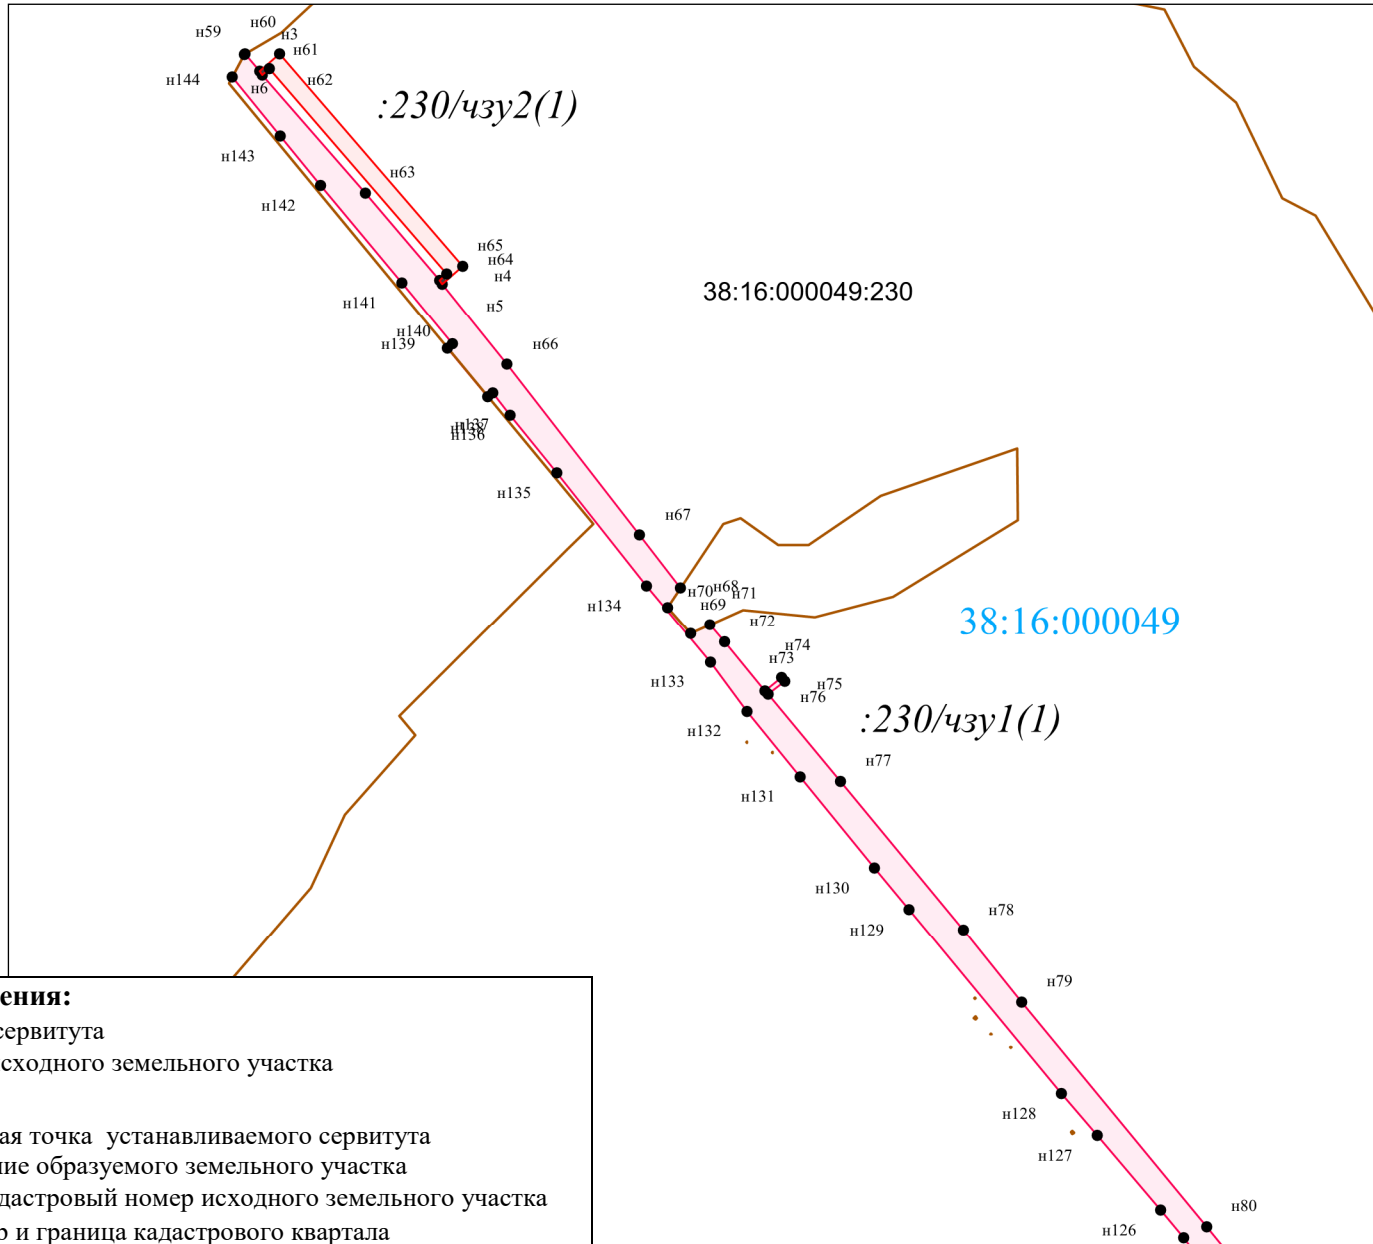 н60
н59
н3
н61
н144
н6
н62
:230/чзу2(1)
н143
н63
н142
н65
н64
н4
38:16:000049:230
н141
н5
н140
н139
н66
н137
н136
н135
н67
н70
н68
н71
н134
н69
н72
38:16:000049
н74
н73
н133
н75
н76
:230/чзу1(1)
н132
н77
н131
н130
н78
н129
н79
ения:
сервитута
сходного земельного участка
н128
ая точка устанавливаемого сервитута
н127
ние образуемого земельного участка
дастровый номер исходного земельного участка
н80
н126
р и граница кадастрового квартала